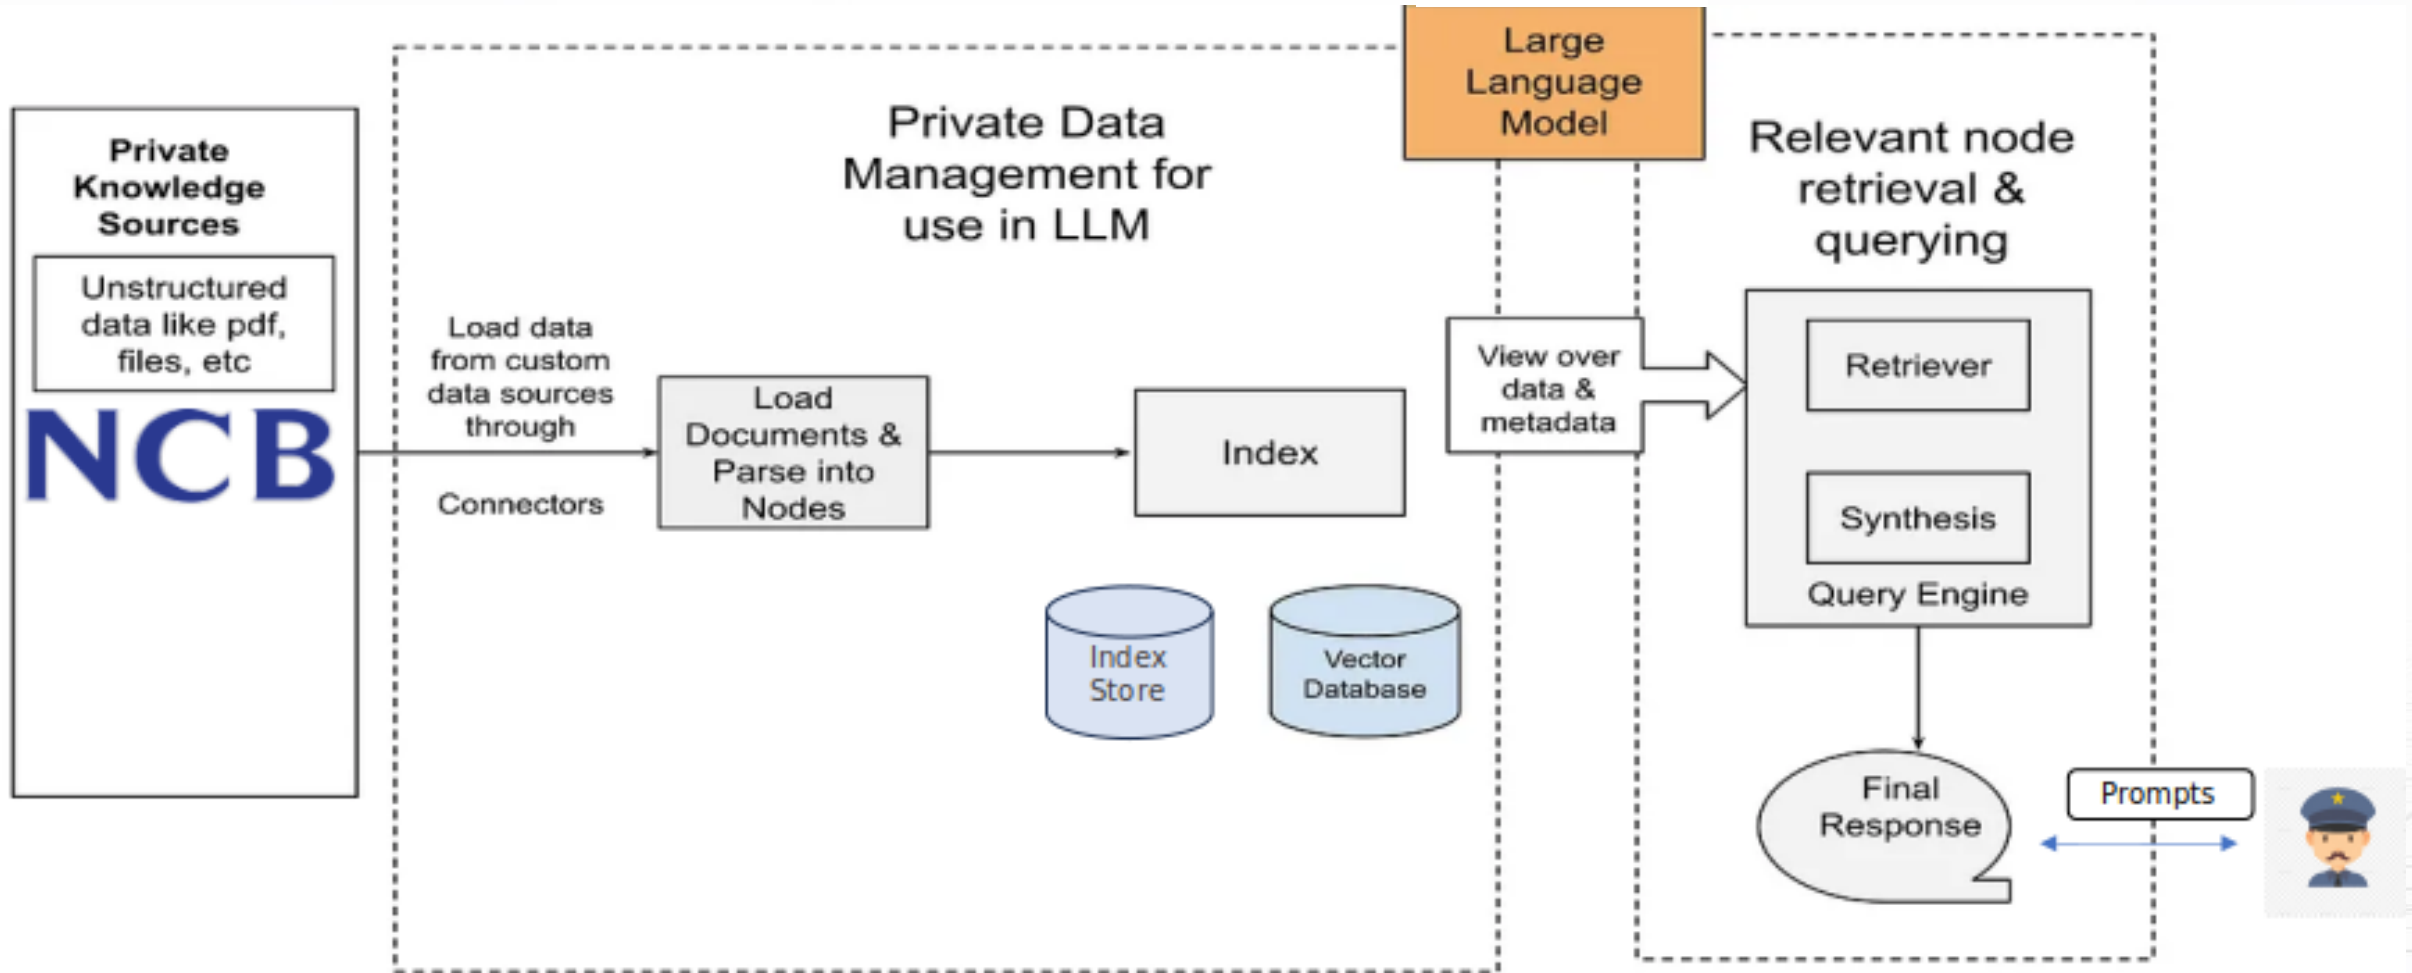 Private
Knowledge
Sources
Unstructured
data like pdf,
files, etc
NCB
Private Data
Management for
use in LLM
Load data
from custom
data sources
through
Connectors
Load
Documents &
Parse into
Nodes
Index
Index
Store
Vector
Database
Large
Language
Model
View over
data &
metadata
Relevant node
retrieval &
querying
Retriever
Synthesis
Query Engine
Final
Response
Prompts